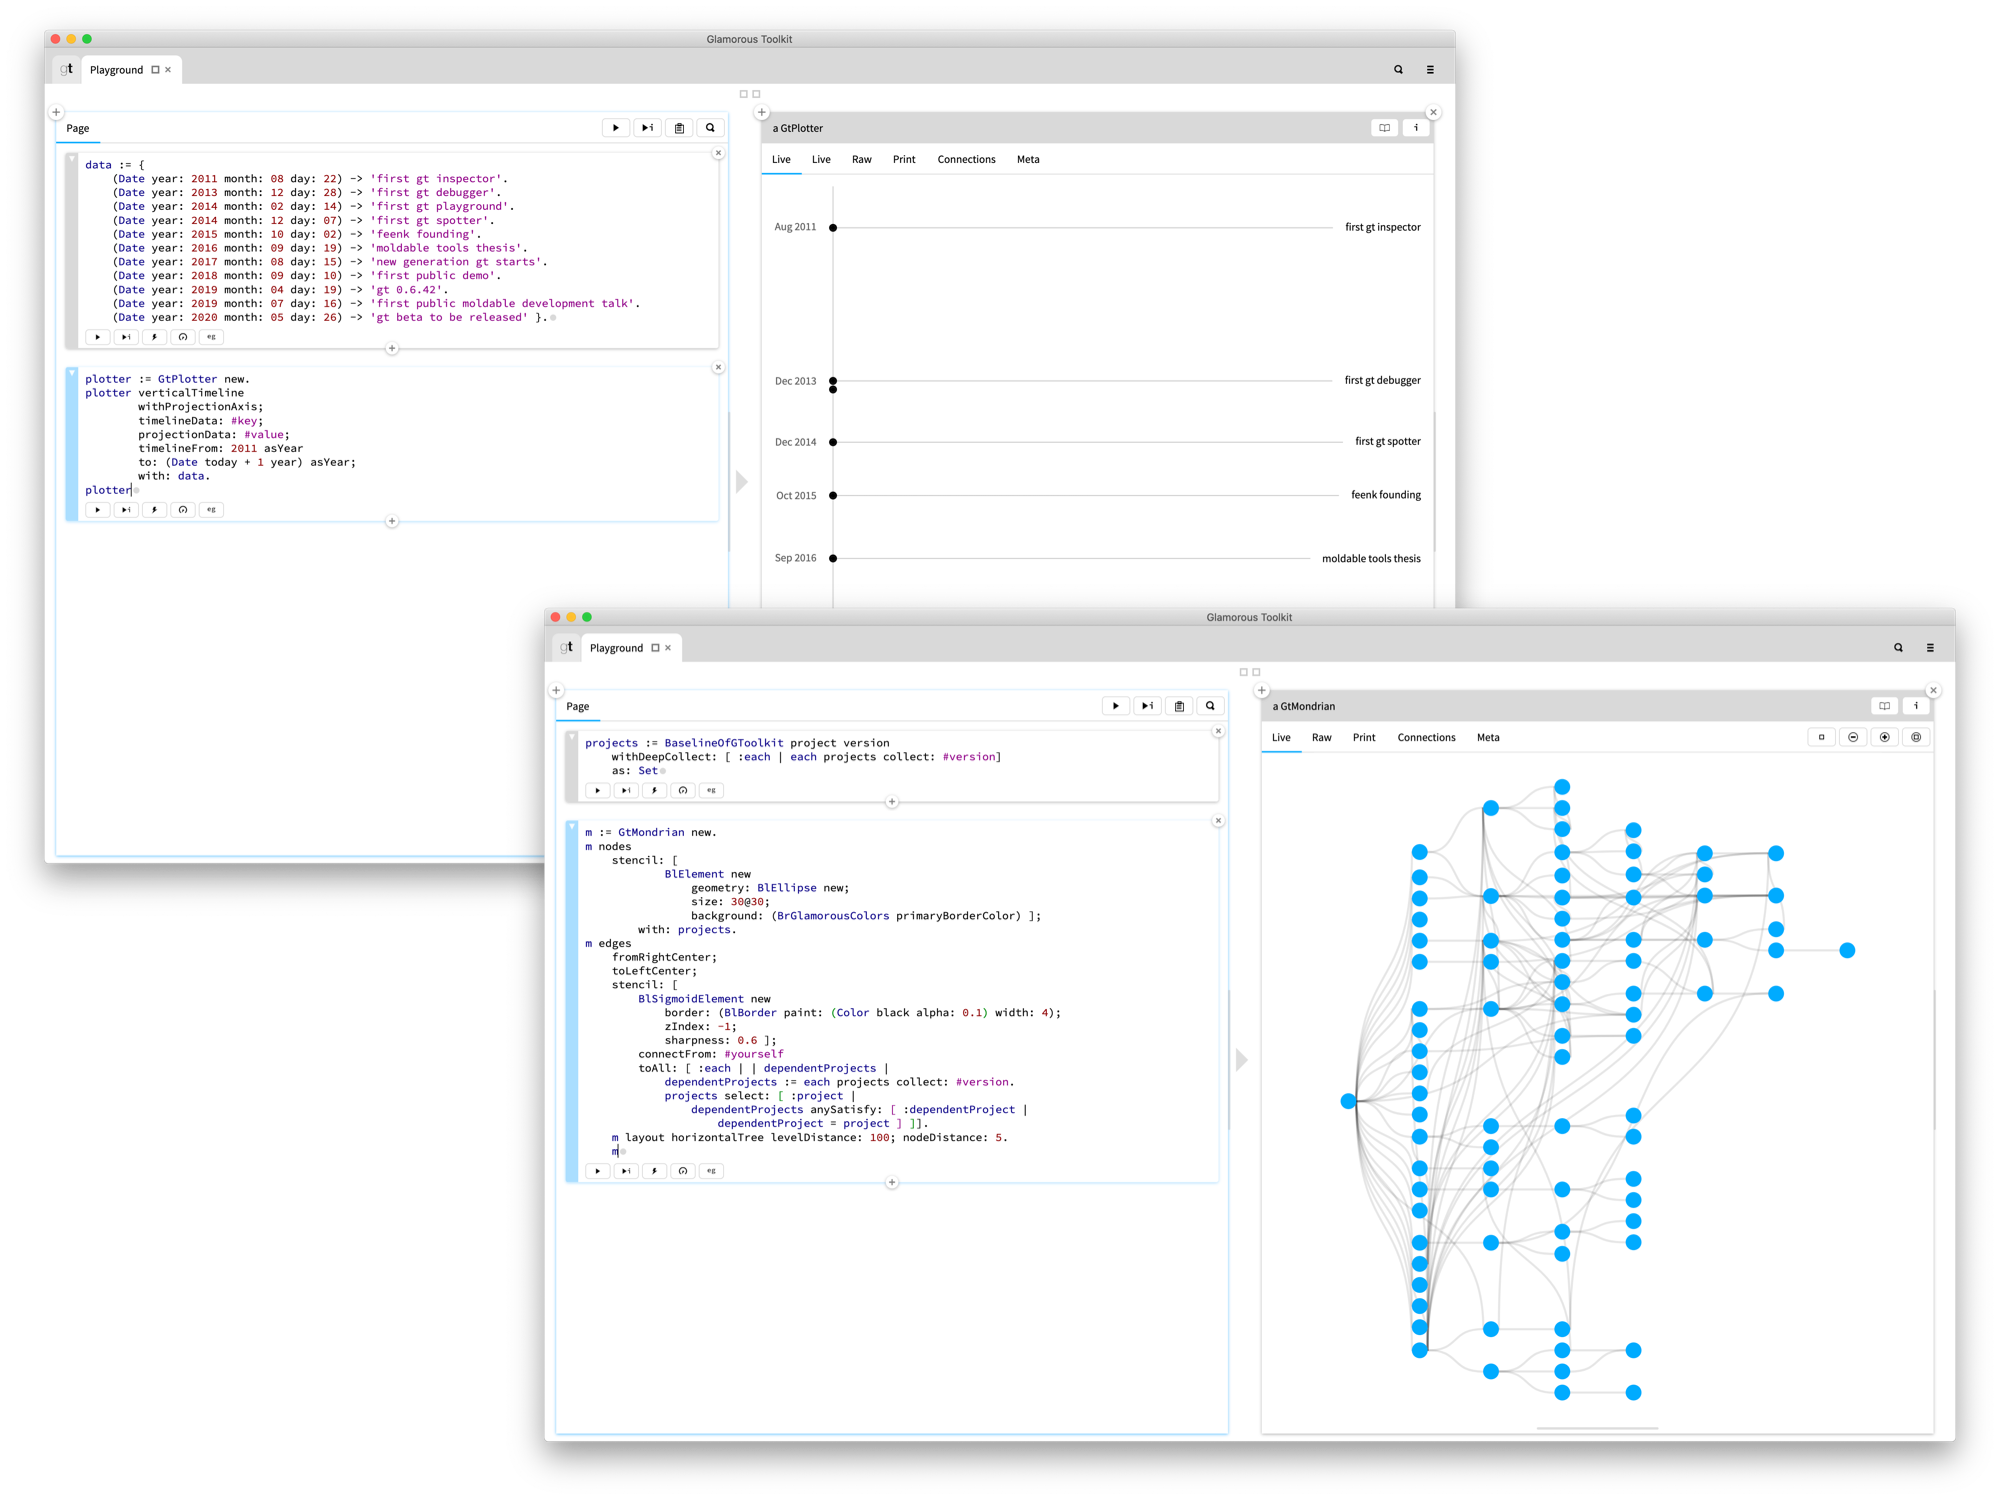 Glamorous Toolkit
gt
Playground
Page
data := {
(Date year: 2011 month: 08 day: 22) -> 'first gt inspector'.
(Date year: 2013 month: 12 day: 28) -> 'first gt debugger'.
(Date year: 2014 month: 02 day: 14) -> 'first gt playground'.
(Date year: 2014 month: 12 day: 07) -> 'first gt spotter'.
(Date year: 2015 month: 10 day: 02) -> 'feenk founding'.
(Date year: 2016 month: 09 day: 19) -> 'moldable tools thesis'.
(Date year: 2017 month: 08 day: 15) -> 'new generation gt starts'.
(Date year: 2018 month: 09 day: 10) -> 'first public demo'.
(Date year: 2019 month: 04 day: 19) -> 'gt 0.6.42'.
(Date year: 2019 month: 07 day: 16) -> 'first public moldable development talk'.
(Date year: 2020 month: 05 day: 26) -> 'gt beta to be released' }.
eg
plotter := GtPlotter new.
plotter verticalTimeline
withProjectionAxis;
timelineData: #key;
projectionData: #value;
timelineFrom: 2011 asYear
to: (Date today + 1 year) asYear;
with: data.
plotter
eg
a GtPlotter
i
Live Live Raw Print Connections Meta
Aug 2011 first gt inspector
Dec 2013 first gt debugger
Dec 2014 first gt spotter
Oct 2015 feenk founding
Sep 2016 moldable tools thesis
Glamorous Toolkit
gt
Playground
Page
projects := BaselineOfGToolkit project version
withDeepCollect: [ :each | each projects collect: #version]
as: Set
eg
m := GtMondrian new.
m nodes
stencil: [
BlElement new
geometry: BlEllipse new;
size: 30@30;
background: (BrGlamorousColors primaryBorderColor) ];
with: projects.
m edges
fromRightCenter;
toLeftCenter;
stencil: [
BlSigmoidElement new
border: (BlBorder paint: (Color black alpha: 0.1) width: 4);
zIndex: -1;
sharpness: 0.6 ];
connectFrom: #yourself
toAll: [ :each | | dependentProjects |
dependentProjects := each projects collect: #version.
projects select: [ :project |
dependentProjects anySatisfy: [ :dependentProject |
dependentProject = project ] ]].
m layout horizontalTree levelDistance: 100; nodeDistance: 5.
m
eg
a GtMondrian
i
Live Raw Print Connections Meta